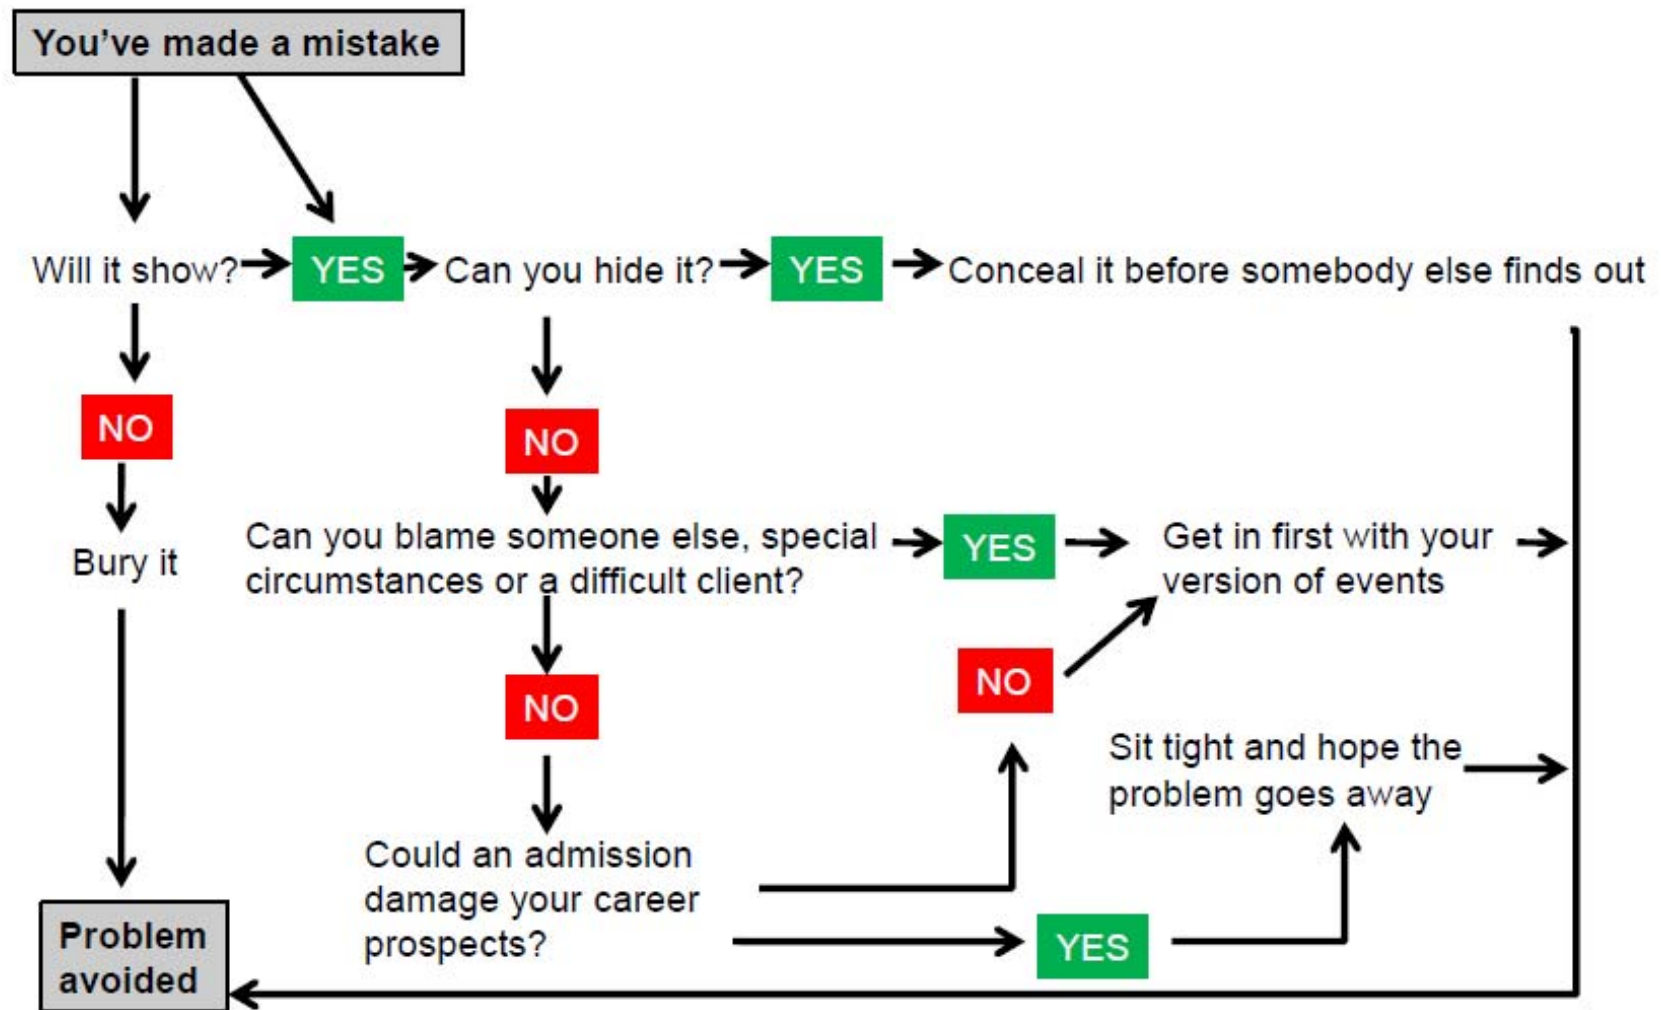 You've made a mistake
Will it show?
YES
Can you hide it?
YES
Conceal it before somebody else finds out
NO
NO
Bury it
Can you blame someone else, special
circumstances or a difficult client?
YES
Get in first with your
version of events
NO
NO
Sit tight and hope the
problem goes away
Could an admission
damage your career
prospects?
YES
Problem
avoided